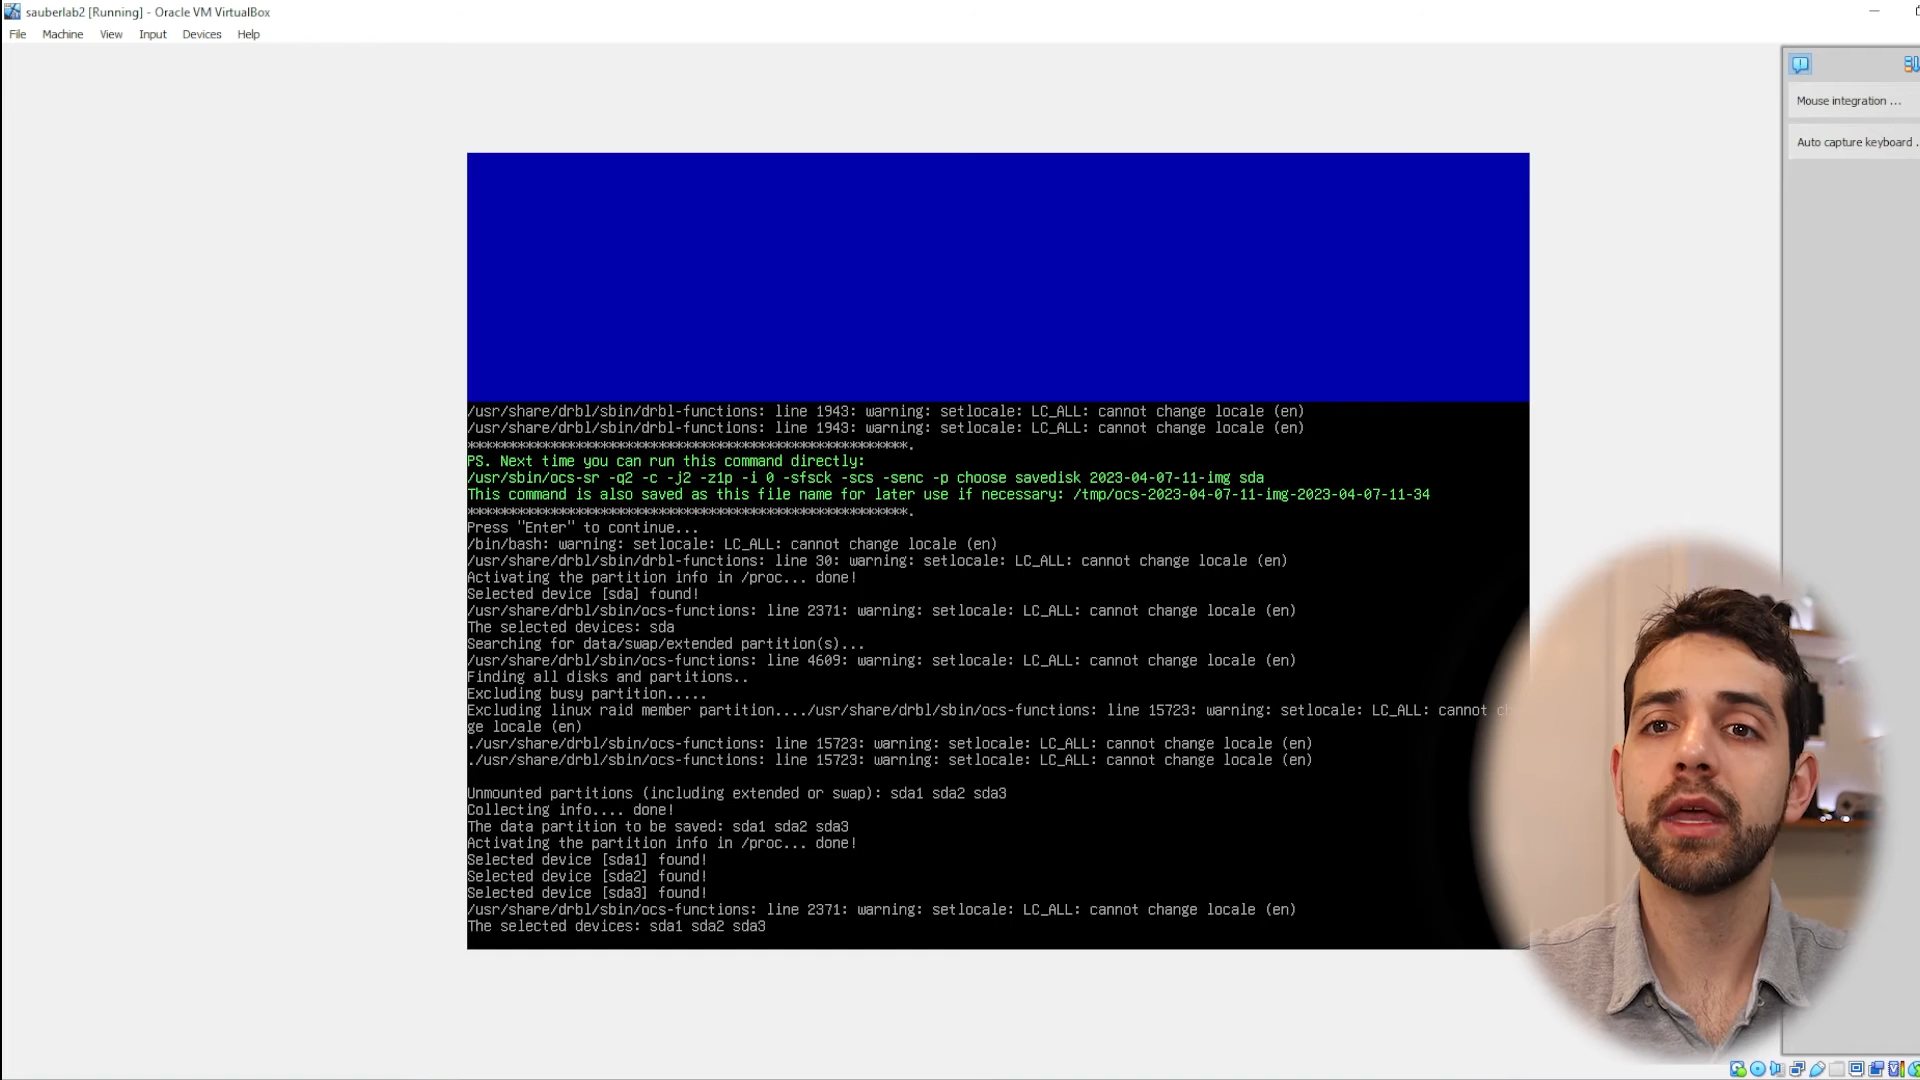 sauberlab2 [Running] - Oracle VM VirtualBox
File Machine View Input Devices Help
Mouse integration ...
Auto capture keyboard .
/usr/share/drbl/sbin/drbl-functions: line 1943: warning: setlocale: LC_ALL: cannot change locale (en)
/usr/share/drbl/sbin/drbl-functions: line 1943: warning: setlocale: LC_ALL: cannot change locale (en)
*****************************************************.
PS. Next time you can run this command directly:
/usr/sbin/ocs-sr -q2 -c -j2 -z1p -i 0 -sfsck -scs -senc -p choose savedisk 2023-04-07-11-img sda
This command is also saved as this file name for later use if necessary: /tmp/ocs-2023-04-07-11-img-2023-04-07-11-34
*****************************************************.
Press "Enter" to continue...
/bin/bash: warning: setlocale: LC_ALL: cannot change locale (en)
/usr/share/drbl/sbin/drbl-functions: line 30: warning: setlocale: LC_ALL: cannot change locale (en)
Activating the partition info in /proc... done!
Selected device [sda] found!
/usr/share/drbl/sbin/ocs-functions: line 2371: warning: setlocale: LC_ALL: cannot change locale (en)
The selected devices: sda
Searching for data/swap/extended partition(s)...
/usr/share/drbl/sbin/ocs-functions: line 4609: warning: setlocale: LC_ALL: cannot change locale (en)
Finding all disks and partitions..
Excluding busy partition.....
Excluding linux raid member partition..../usr/share/drbl/sbin/ocs-functions: line 15723: warning: setlocale: LC_ALL: cannot ch
ge locale (en)
./usr/share/drbl/sbin/ocs-functions: line 15723: warning: setlocale: LC_ALL: cannot change locale (en)
./usr/share/drbl/sbin/ocs-functions: line 15723: warning: setlocale: LC_ALL: cannot change locale (en)
Unmounted partitions (including extended or swap): sda1 sda2 sda3
Collecting info.... done!
The data partition to be saved: sda1 sda2 sda3
Activating the partition info in /proc... done!
Selected device [sda1] found!
Selected device [sda2] found!
Selected device [sda3] found!
/usr/share/drbl/sbin/ocs-functions: line 2371: warning: setlocale: LC_ALL: cannot change locale (en)
The selected devices: sda1 sda2 sda3